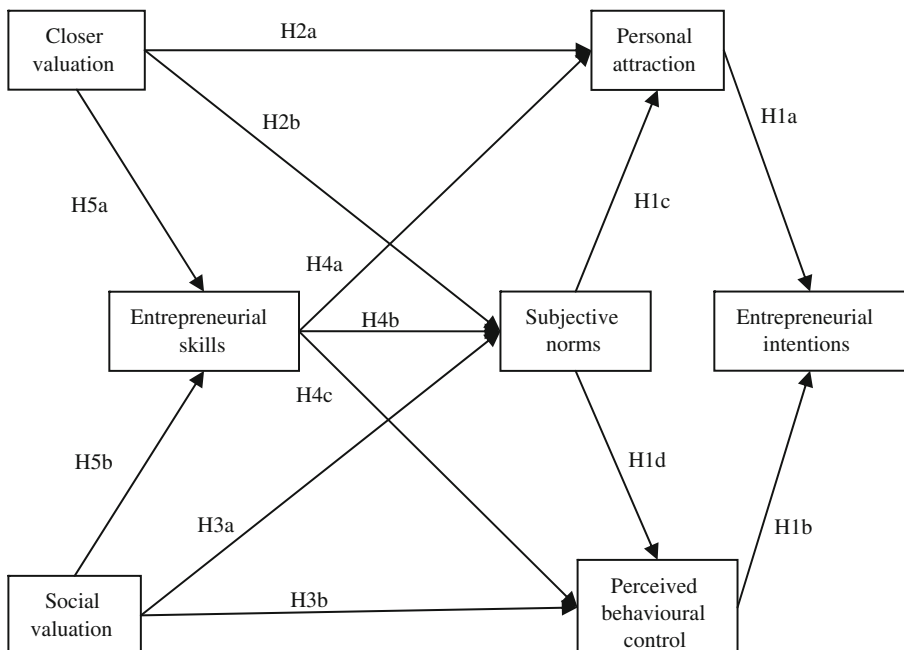 Closer
valuation
H2a
Personal
attraction
H2b
H1a
H5a
H1c
H4a
Entrepreneurial
skills
H4b
Subjective
norms
Entrepreneurial
intentions
H4c
H5b
H1d
H3a
H1b
Social
valuation
H3b
Perceived
behavioural
control